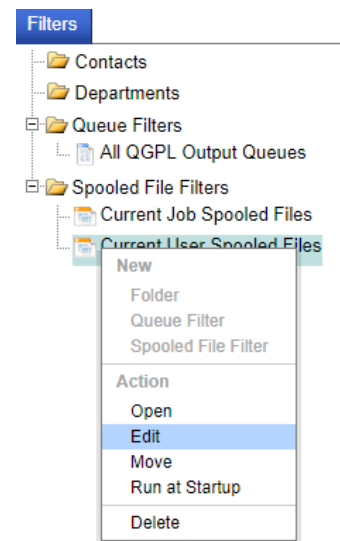 Filters
Contacts
Departments
Queue Filters
All QGPL Output Queues
Spooled File Filters
Current Job Spooled Files
Current User Spooled Files
New
Folder
Queue Filter
Spooled File Filter
Action
Open
Edit
Move
Run at Startup
Delete